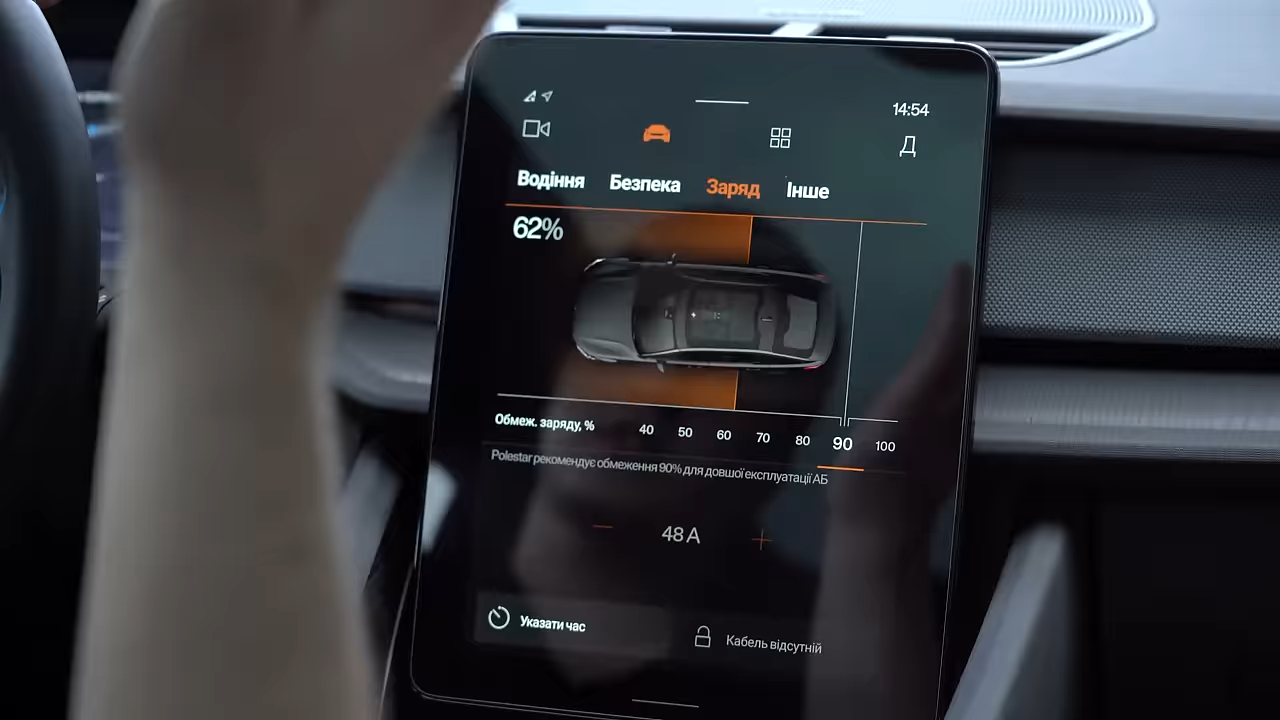 14:54
Д
Водіння Безпека Заряд Інше
62%
Обмеж. заряду, % 40 50 60 70 80 90 100
Polestar рекомендує обмеження 90% для довшої експлуатації АБ
− 48 A +
Указати час
Кабель відсутній